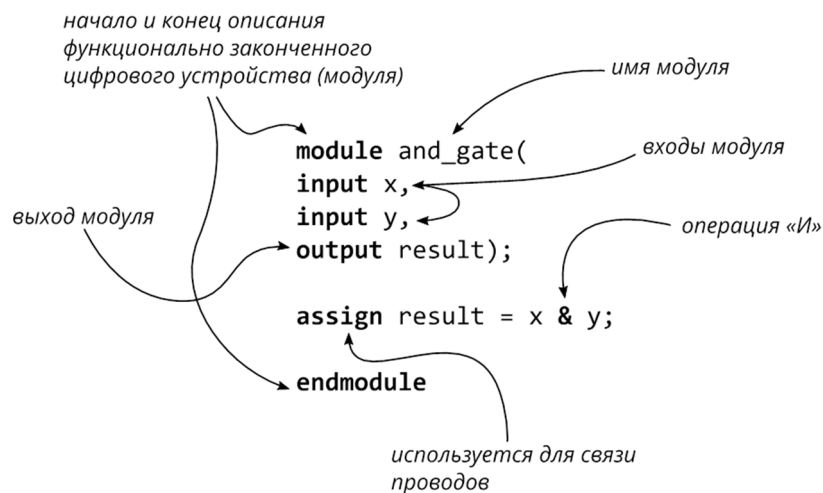 начало и конец описания
функционально законченного
цифрового устройства (модуля)
имя модуля
module and_gate(
входы модуля
input x,
выход модуля
input y,
операция «И»
output result);
assign result = x & y;
endmodule
используется для связи
проводов